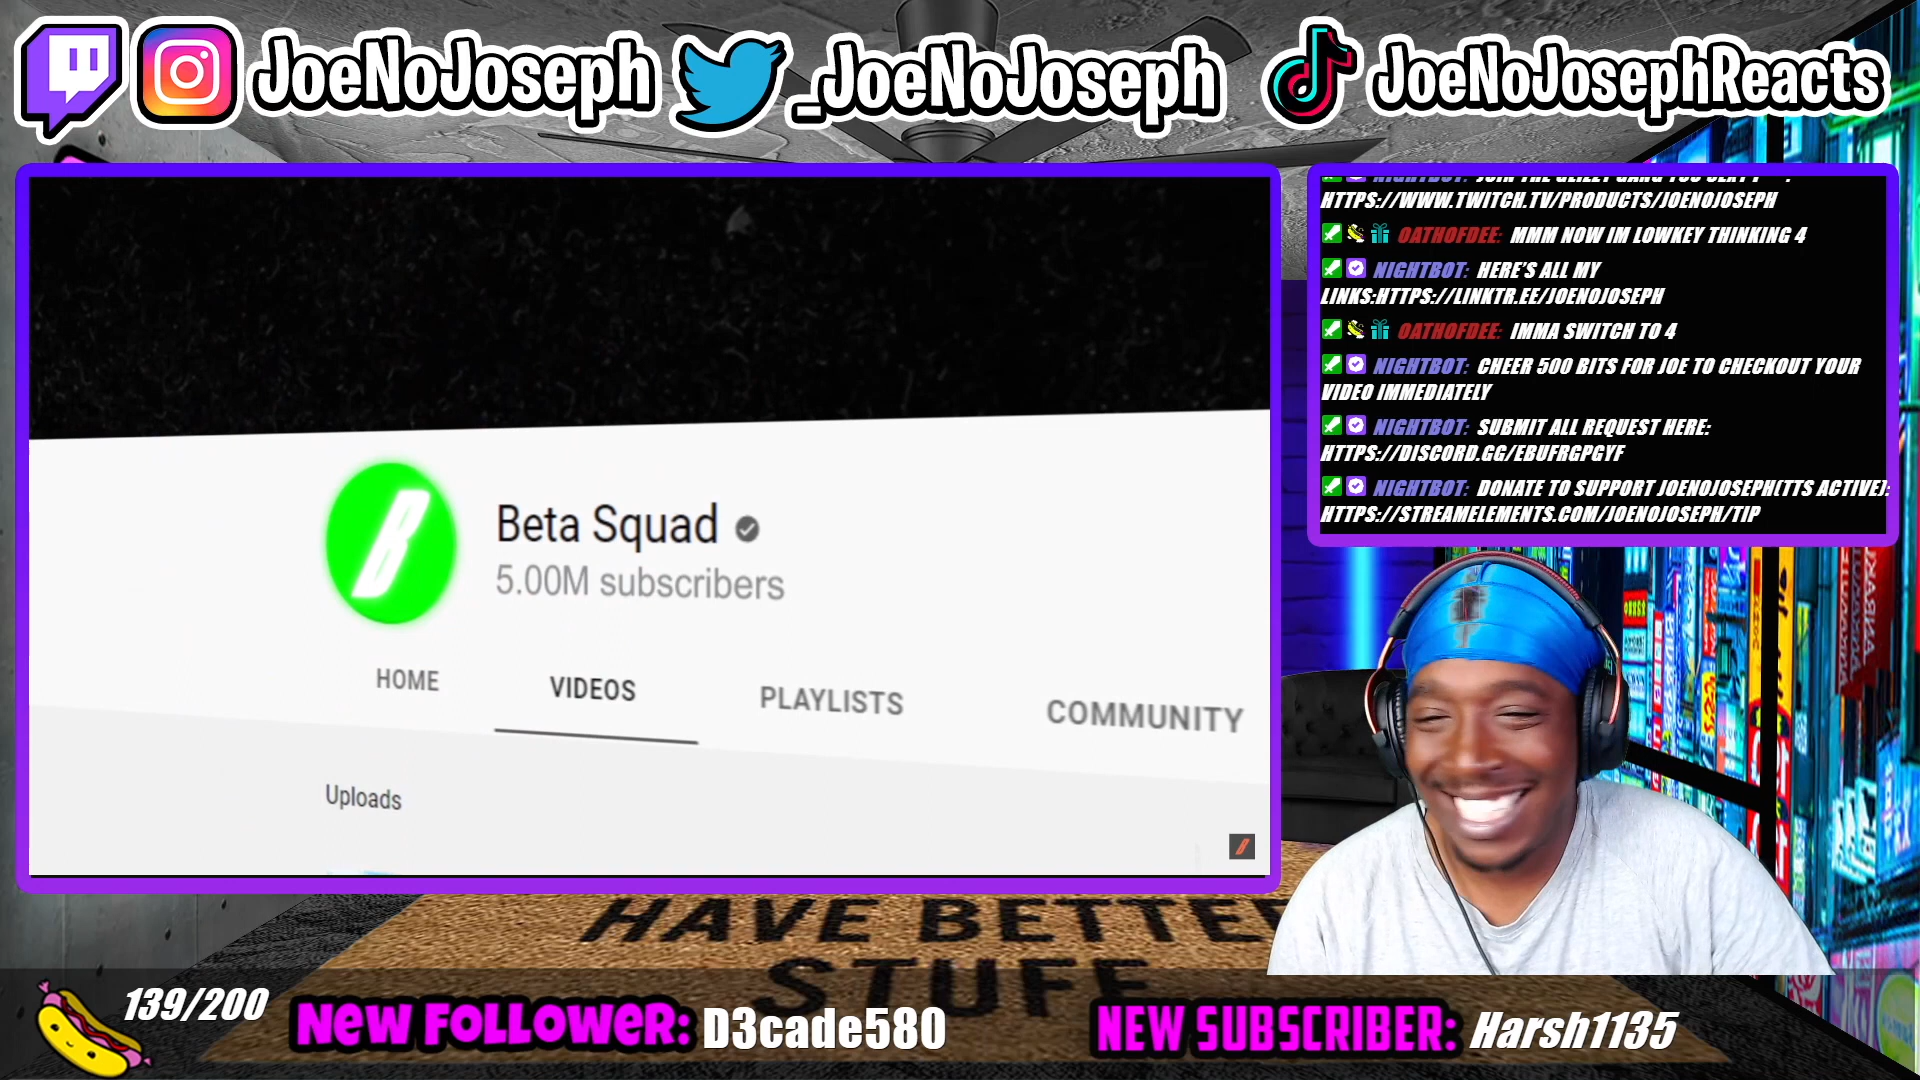 JoeNoJoseph _JoeNoJoseph JoeNoJosephReacts
Beta Squad
5.00M subscribers
HOME VIDEOS PLAYLISTS COMMUNITY
Uploads
HTTPS://WWW.TWITCH.TV/PRODUCTS/JOENOJOSEPH
OATHOFDEE: MMM NOW IM LOWKEY THINKING 4
NIGHTBOT: HERE'S ALL MY
LINKS:HTTPS://LINKTR.EE/JOENOJOSEPH
OATHOFDEE: IMMA SWITCH TO 4
NIGHTBOT: CHEER 500 BITS FOR JOE TO CHECKOUT YOUR
VIDEO IMMEDIATELY
NIGHTBOT: SUBMIT ALL REQUEST HERE:
HTTPS://DISCORD.GG/EBUFRGPGYF
NIGHTBOT: DONATE TO SUPPORT JOENOJOSEPH(TTS ACTIVE):
HTTPS://STREAMELEMENTS.COM/JOENOJOSEPH/TIP
HAVE BETTER
STUFF
139/200
NEW FOLLOWER: D3cade580
NEW SUBSCRIBER: Harsh1135